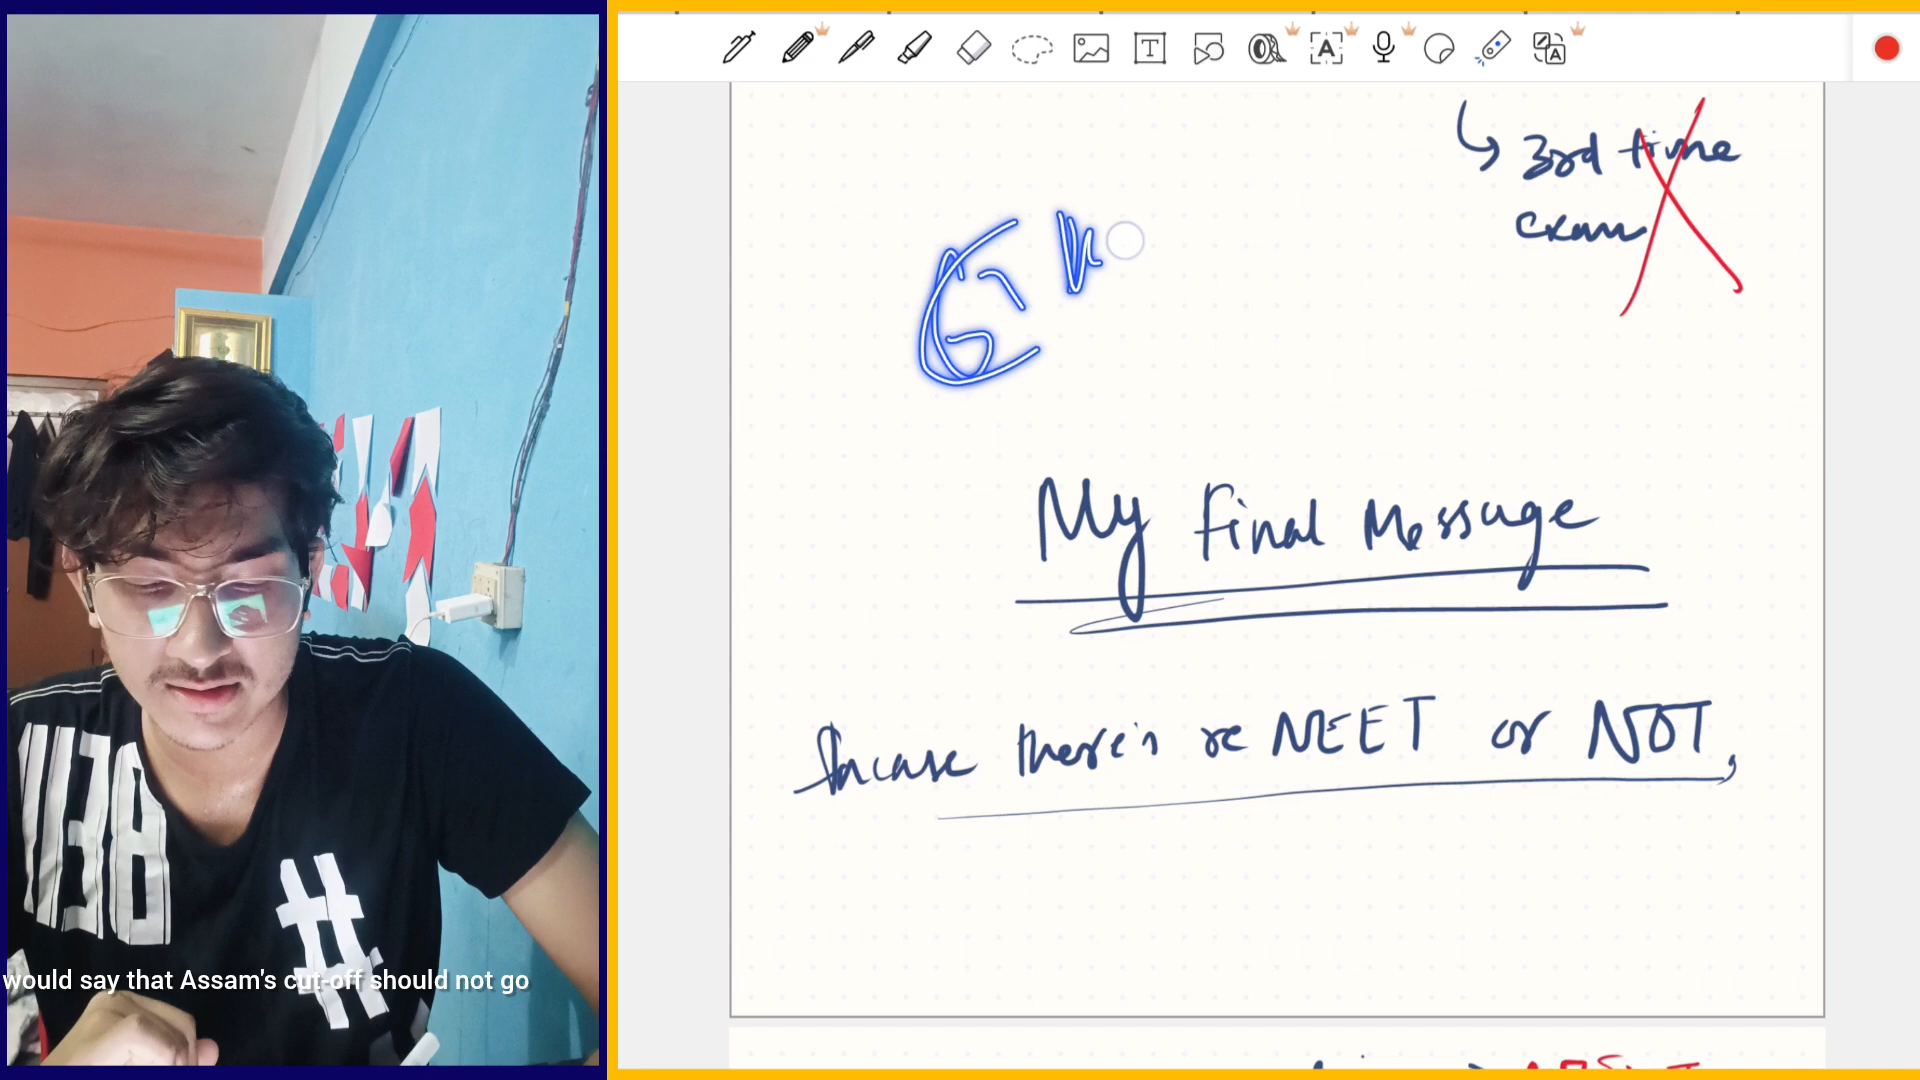 ↳ 3rd time
exam
My Final Message
Incase there's re NEET or NOT,
would say that Assam's cut-off should not go
#